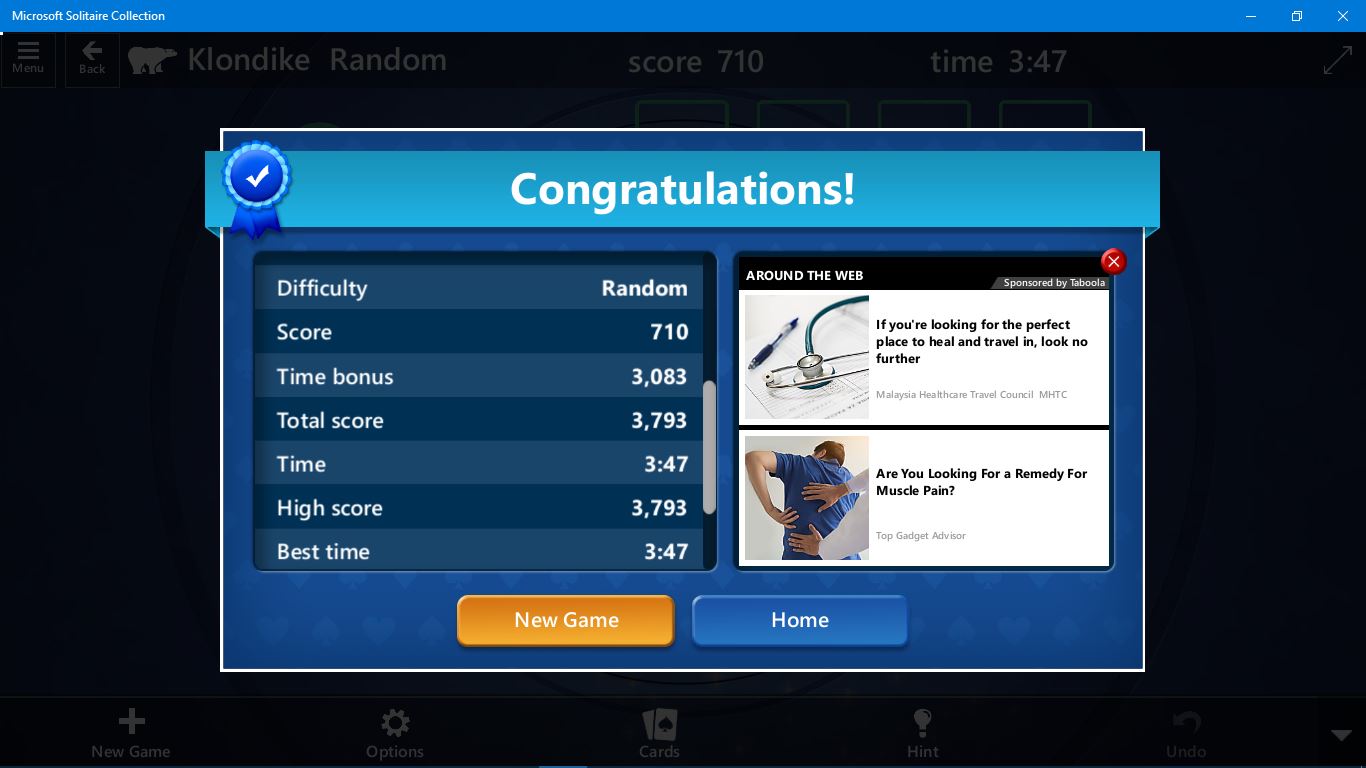 Microsoft Solitaire Collection
Menu
Back
Klondike Random
score 710
time 3:47
Congratulations!
Difficulty Random
Score 710
Time bonus 3,083
Total score 3,793
Time 3:47
High score 3,793
Best time 3:47
AROUND THE WEB
Sponsored by Taboola
If you're looking for the perfect
place to heal and travel in, look no
further
Malaysia Healthcare Travel Council MHTC
Are You Looking For a Remedy For
Muscle Pain?
Top Gadget Advisor
New Game
Home
New Game
Options
Cards
Hint
Undo